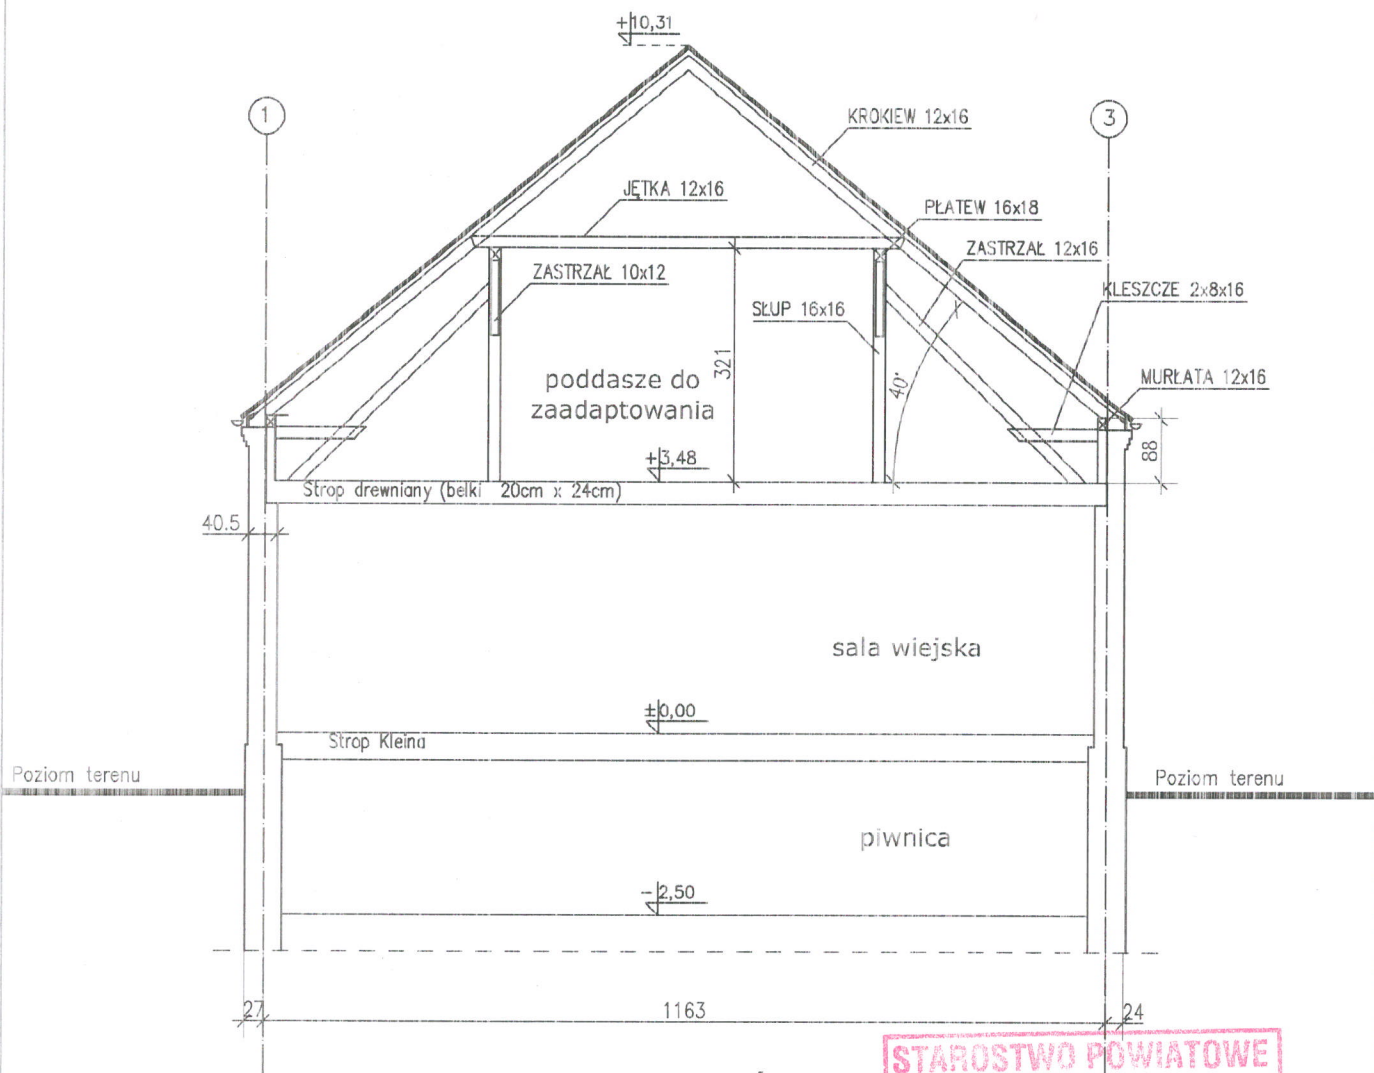 +10,31
1
3
KROKIEW 12x16
JĘTKA 12x16
PŁATEW 16x18
ZASTRZAŁ 12x16
ZASTRZAŁ 10x12
KLESZCZE 2x8x16
SŁUP 16x16
321
40°
MURŁATA 12x16
poddasze do
zaadaptowania
88
+3,48
Strop drewniany (belki 20cm x 24cm)
40.5
sala wiejska
±0,00
Strop Kleina
Poziom terenu
Poziom terenu
piwnica
-2,50
27
1163
24
STAROSTWO POWIATOWE